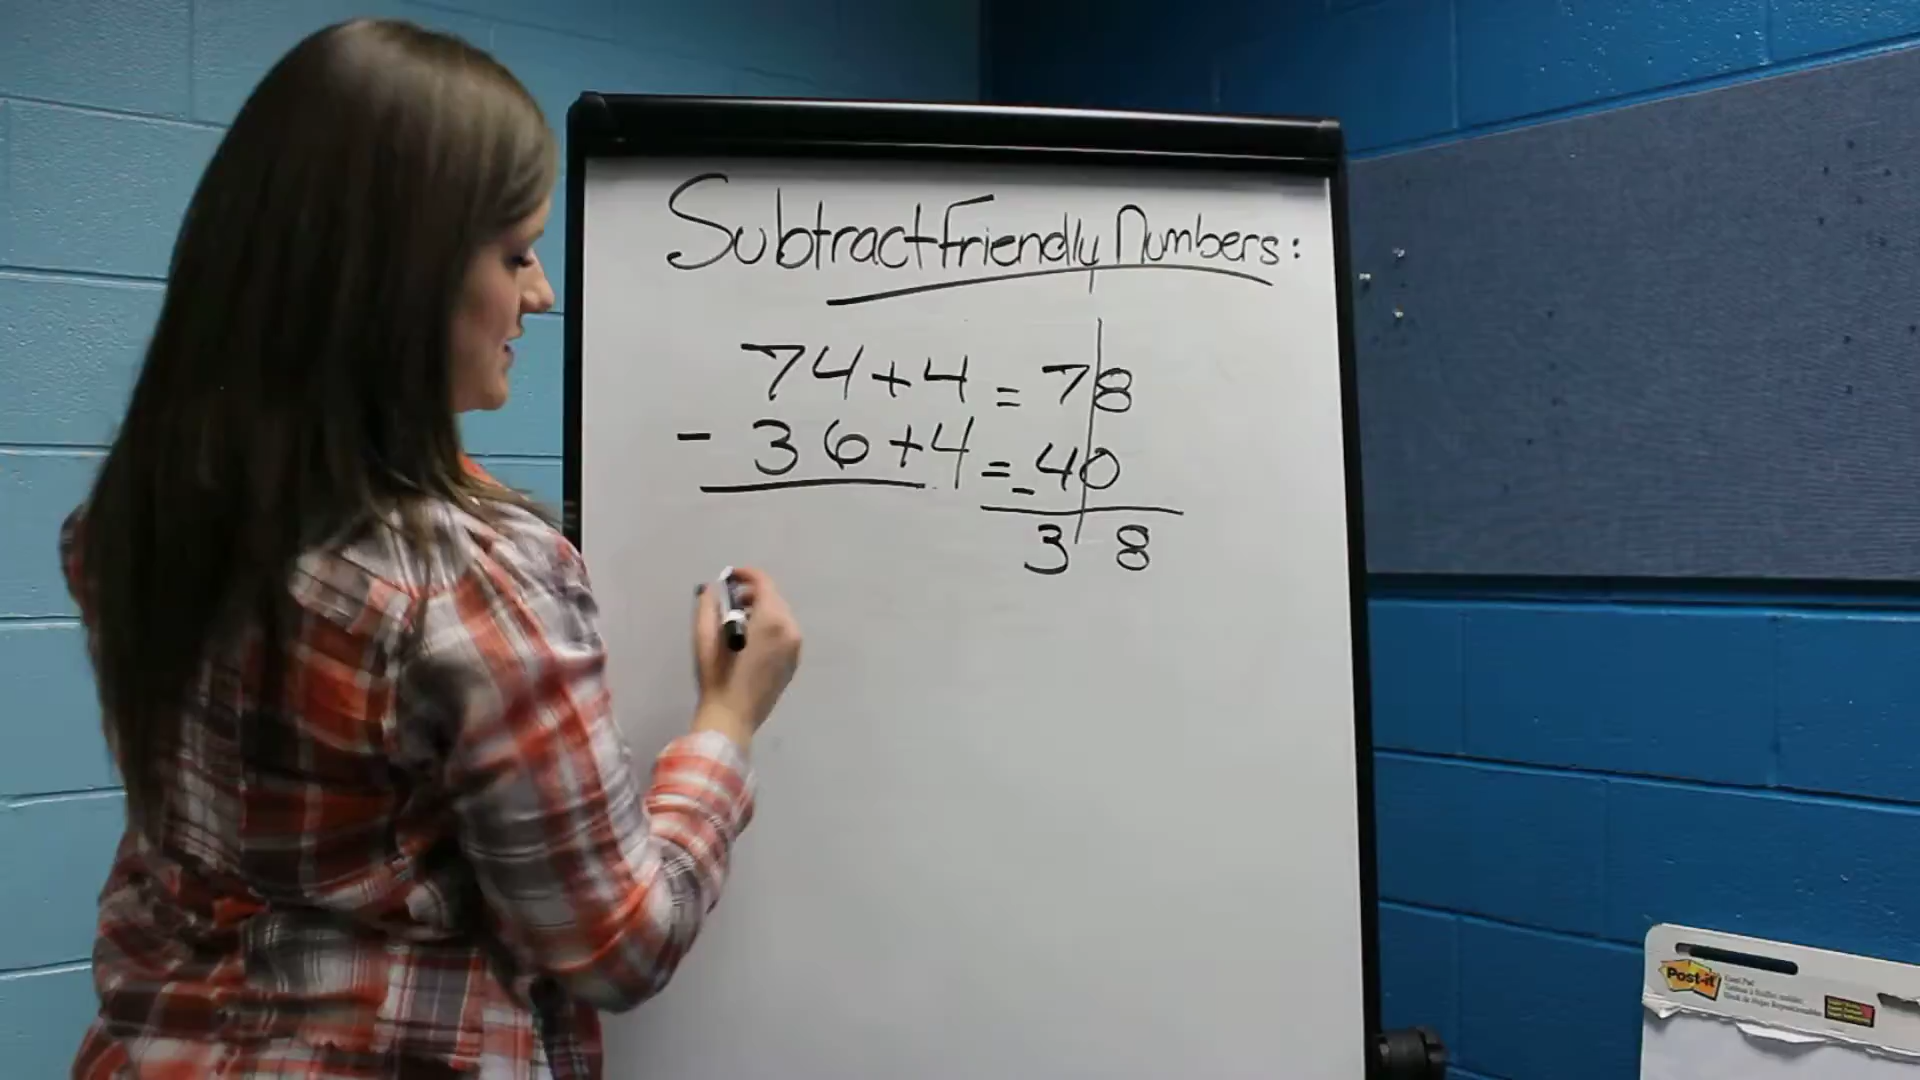 Subtract Friendly Numbers:
74+4 = 78
- 36+4 = - 40
3 8
Post-it